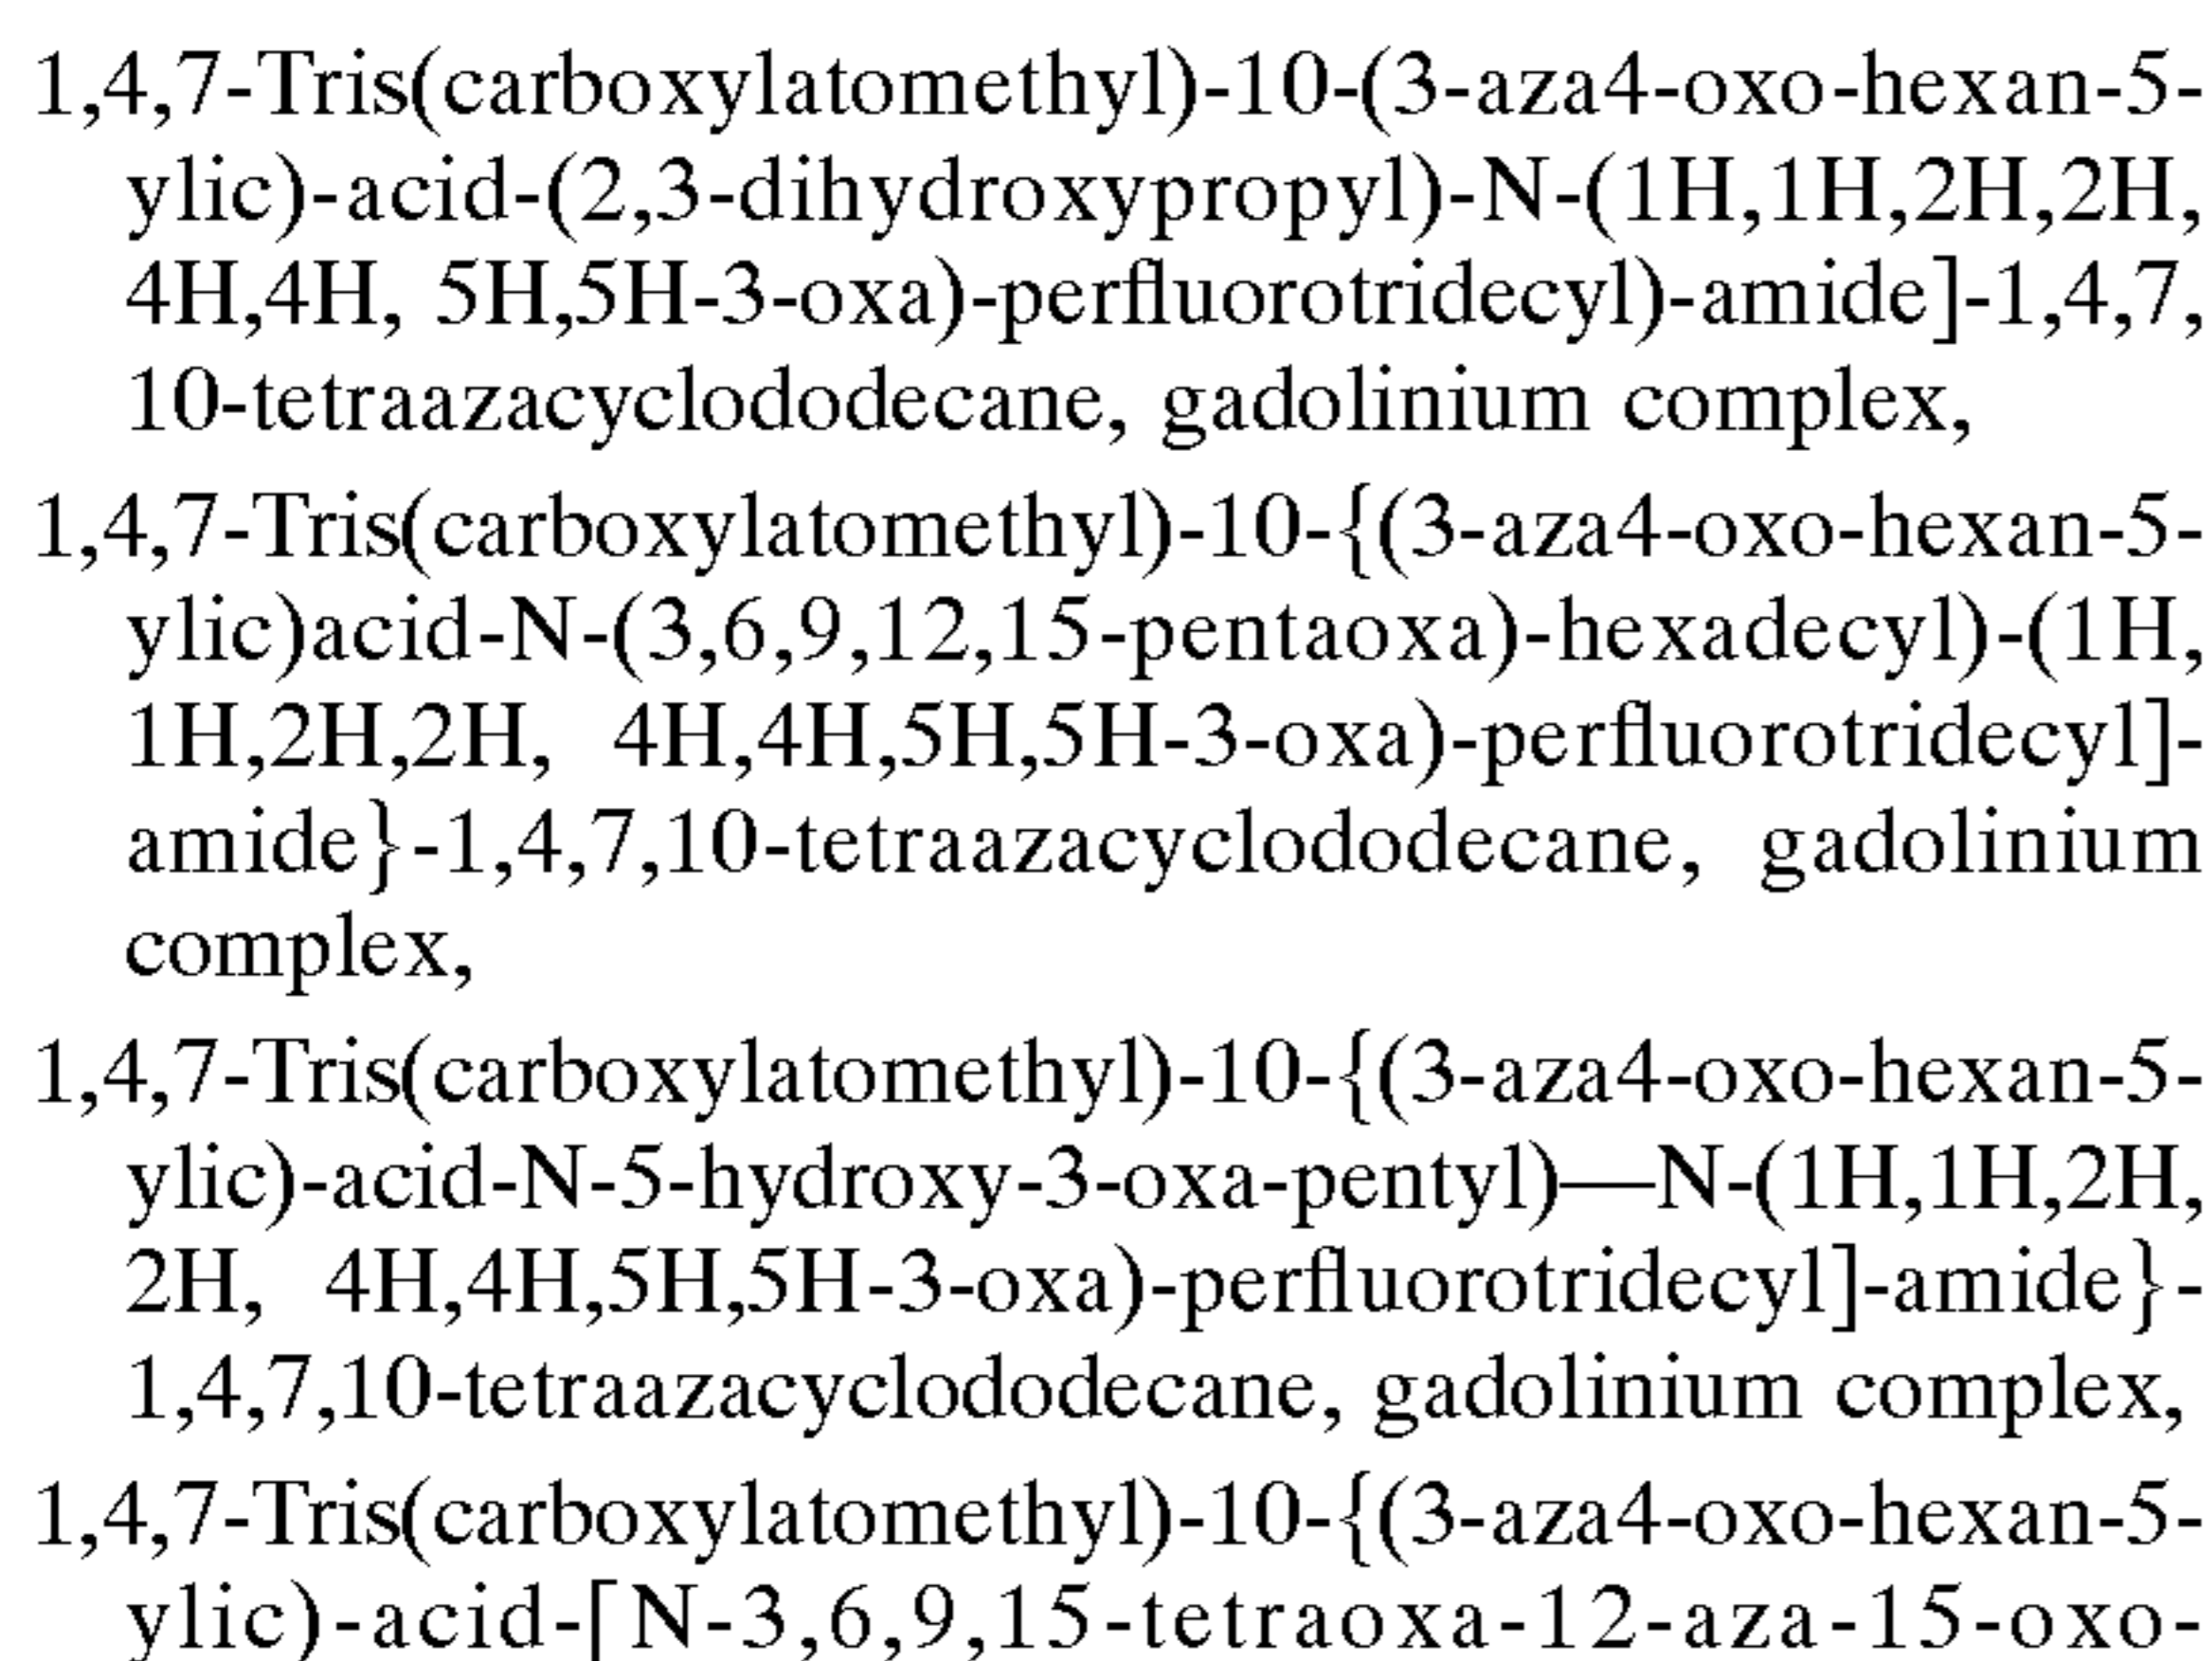 1,4,7-Tris(carboxylatomethyl)-10-(3-aza4-oxo-hexan-5-
ylic)-acid-(2,3-dihydroxypropyl)-N-(1H,1H,2H,2H,
4H,4H, 5H,5H-3-oxa)-perfluorotridecyl)-amide]-1,4,7,
10-tetraazacyclododecane, gadolinium complex,
1,4,7-Tris(carboxylatomethyl)-10-{(3-aza4-oxo-hexan-5-
ylic)acid-N-(3,6,9,12,15-pentaoxa)-hexadecyl)-(1H,
1H,2H,2H, 4H,4H,5H,5H-3-oxa)-perfluorotridecyl]-
amide}-1,4,7,10-tetraazacyclododecane, gadolinium
complex,
1,4,7-Tris(carboxylatomethyl)-10-{(3-aza4-oxo-hexan-5-
ylic)-acid-N-5-hydroxy-3-oxa-pentyl)—N-(1H,1H,2H,
2H, 4H,4H,5H,5H-3-oxa)-perfluorotridecyl]-amide}-
1,4,7,10-tetraazacyclododecane, gadolinium complex,
1,4,7-Tris(carboxylatomethyl)-10-{(3-aza4-oxo-hexan-5-
ylic)-acid-[N-3,6,9,15-tetraoxa-12-aza-15-oxo-